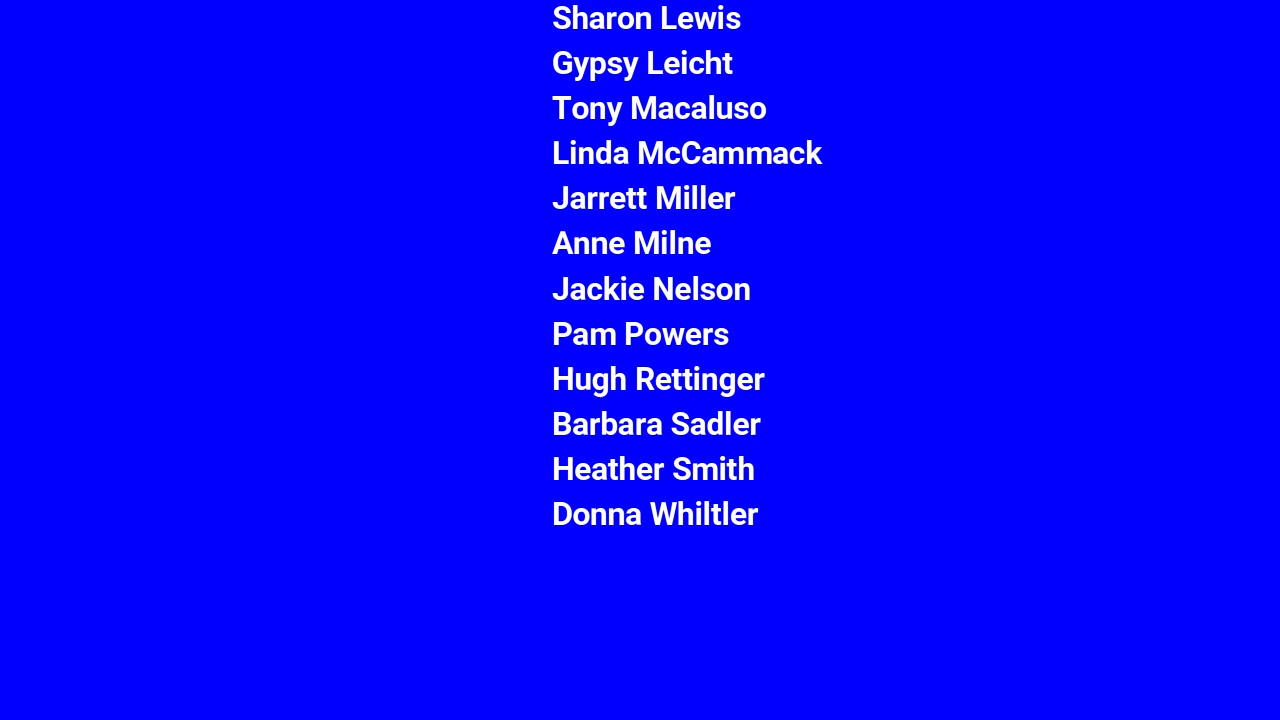 Sharon Lewis
Gypsy Leicht
Tony Macaluso
Linda McCammack
Jarrett Miller
Anne Milne
Jackie Nelson
Pam Powers
Hugh Rettinger
Barbara Sadler
Heather Smith
Donna Whiltler